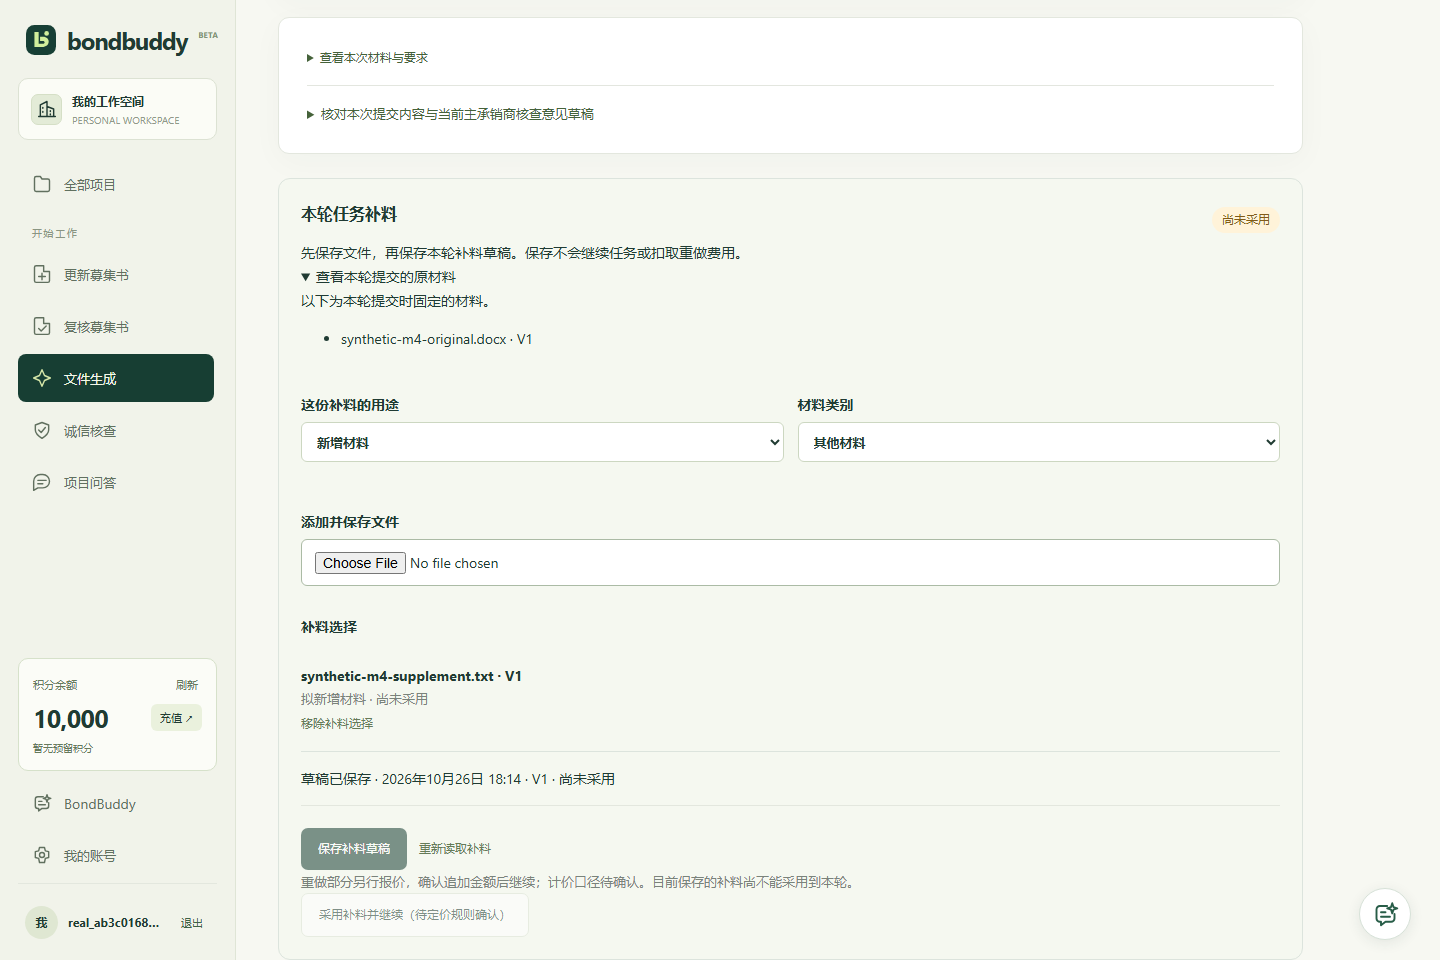 bondbuddy BETA
我的工作空间
PERSONAL WORKSPACE
全部项目
开始工作
更新募集书
复核募集书
文件生成
诚信核查
项目问答
积分余额 刷新
10,000 充值 ↗
暂无预留积分
BondBuddy
我的账号
我 real_ab3c0168... 退出
▶ 查看本次材料与要求
▶ 核对本次提交内容与当前主承销商核查意见草稿
本轮任务补料 尚未采用
先保存文件，再保存本轮补料草稿。保存不会继续任务或扣取重做费用。
▼ 查看本轮提交的原材料
以下为本轮提交时固定的材料。
• synthetic-m4-original.docx · V1
这份补料的用途 材料类别
新增材料 其他材料
添加并保存文件
Choose File No file chosen
补料选择
synthetic-m4-supplement.txt · V1
拟新增材料 · 尚未采用
移除补料选择
草稿已保存 · 2026年10月26日 18:14 · V1 · 尚未采用
保存补料草稿 重新读取补料
重做部分另行报价，确认追加金额后继续；计价口径待确认。目前保存的补料尚不能采用到本轮。
采用补料并继续（待定价规则确认）